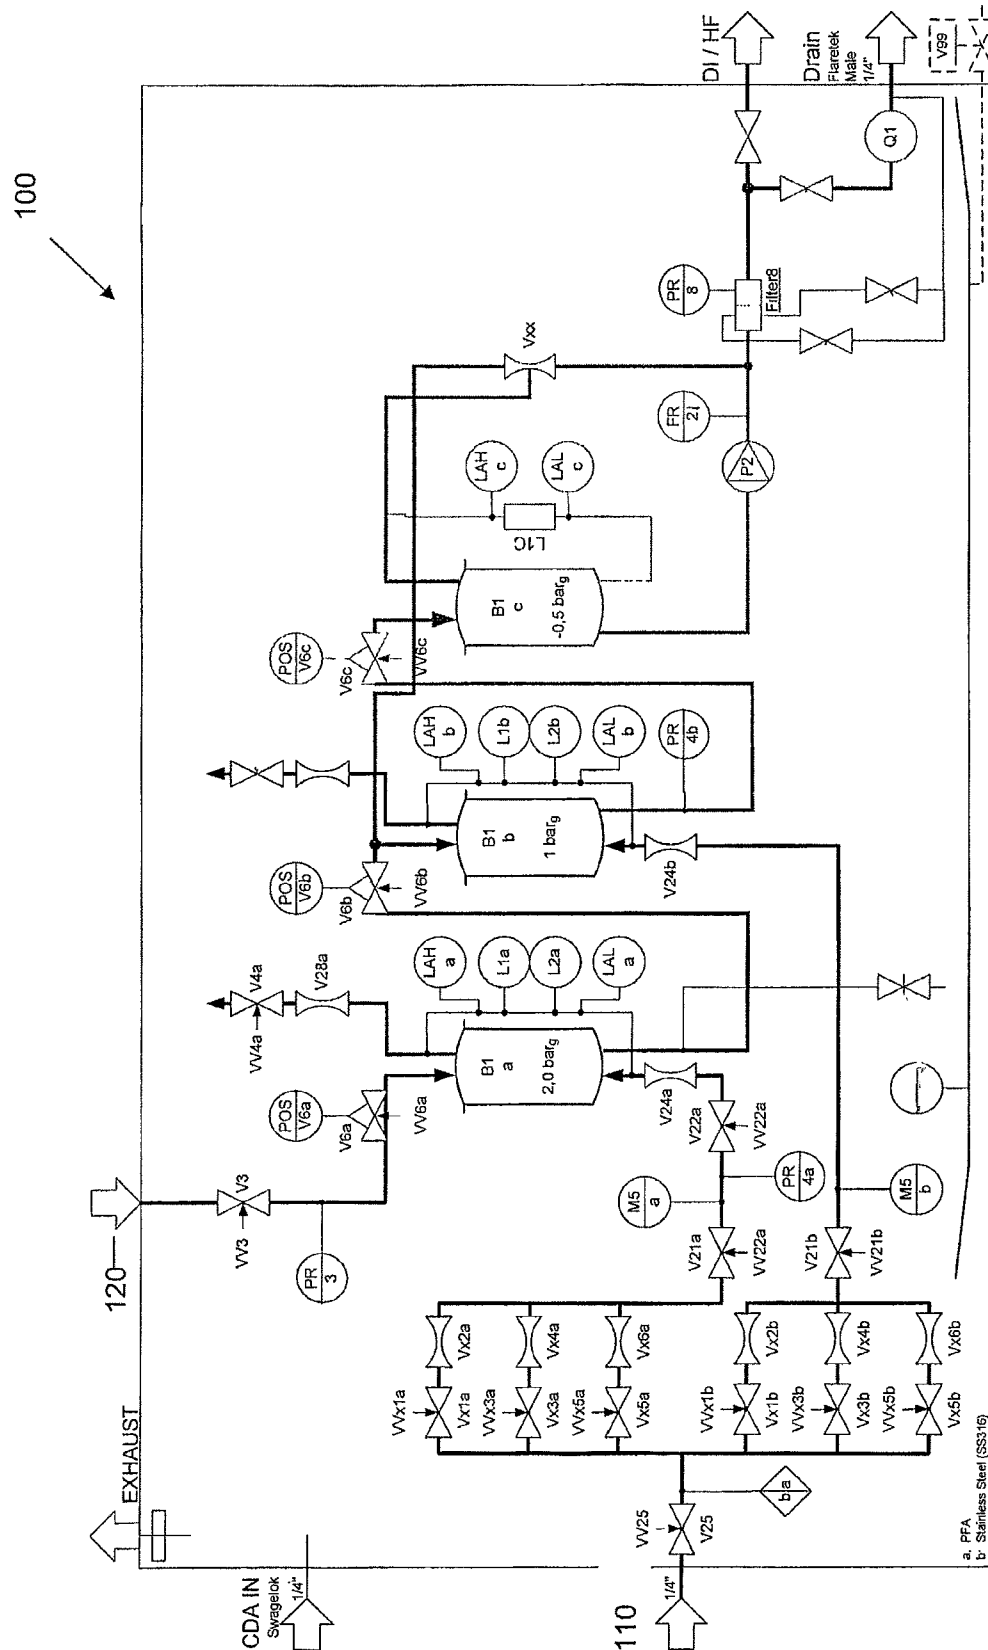 100
EXHAUST
120
CDA IN
Swagelok
1/4"
110
1/4"
DI / HF
Drain
Flaretek
Male
1/4"
V99
Q1
VV3
V3
PR
3
POS
V6a
V6a
VV6a
VV4a
V4a
V28a
B1
a
2,0 barg
LAH
a
L1a
L2a
LAL
a
V24a
V22a
VV22a
PR
4a
M5
a
V21a
VV22a
POS
V6b
V6b
VV6b
B1
b
1 barg
LAH
b
L1b
L2b
LAL
b
PR
4b
V24b
M5
b
V21b
VV21b
POS
V6c
V6c
VV6c
B1
c
-0,5 barg
LAH
c
LAL
c
L1C
Vxx
P2
FR
PR
8
Filter8
VVx1a
Vx1a
Vx2a
VVx3a
Vx3a
Vx4a
VVx5a
Vx5a
Vx6a
VVx1b
Vx1b
Vx2b
VVx3b
Vx3b
Vx4b
VVx5b
Vx5b
Vx6b
VV25
V25
b a
a. PFA
b Stainless Steel (SS316)